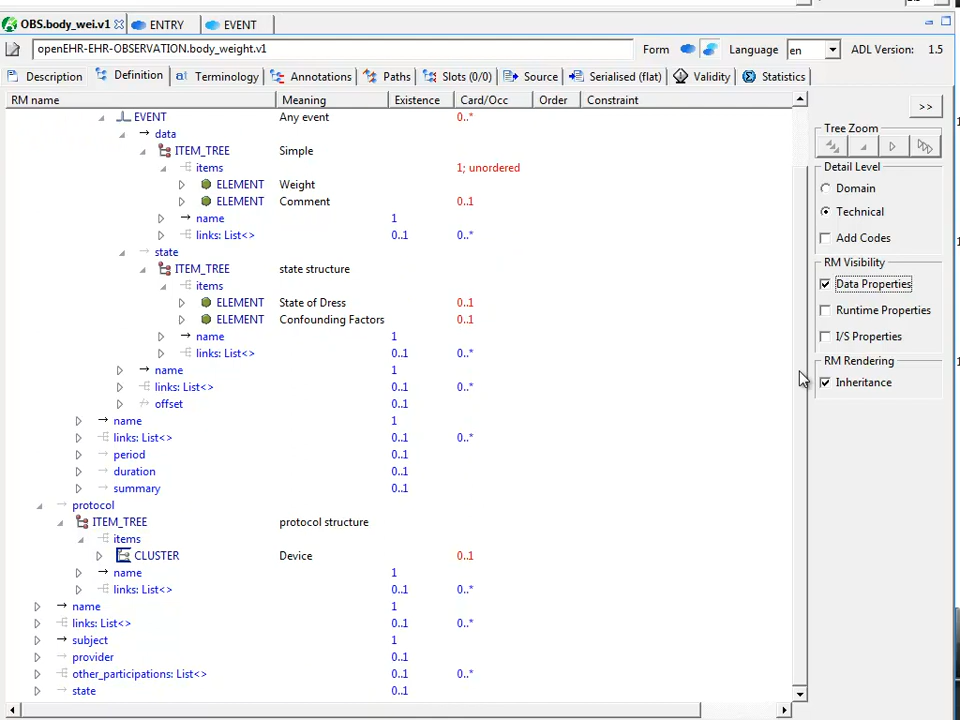 OBS.body_wei.v1 ENTRY EVENT
openEHR-EHR-OBSERVATION.body_weight.v1 Form Language en ADL Version: 1.5
Description Definition Terminology Annotations Paths Slots (0/0) Source Serialised (flat) Validity Statistics
RM name Meaning Existence Card/Occ Order Constraint
EVENT Any event 0..*
data
ITEM_TREE Simple
items 1; unordered
ELEMENT Weight
ELEMENT Comment 0..1
name 1
links: List<> 0..1 0..*
state
ITEM_TREE state structure
items
ELEMENT State of Dress 0..1
ELEMENT Confounding Factors 0..1
name 1
links: List<> 0..1 0..*
name 1
links: List<> 0..1 0..*
offset 0..1
name 1
links: List<> 0..1 0..*
period 0..1
duration 0..1
summary 0..1
protocol
ITEM_TREE protocol structure
items
CLUSTER Device 0..1
name 1
links: List<> 0..1 0..*
name 1
links: List<> 0..1 0..*
subject 1
provider 0..1
other_participations: List<> 0..1 0..*
state 0..1
>>
Tree Zoom
Detail Level
Domain
Technical
Add Codes
RM Visibility
Data Properties
Runtime Properties
I/S Properties
RM Rendering
Inheritance